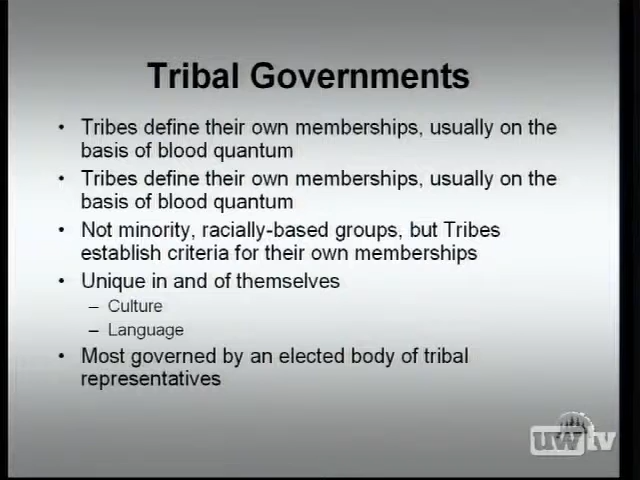 Tribal Governments
• Tribes define their own memberships, usually on the
basis of blood quantum
• Tribes define their own memberships, usually on the
basis of blood quantum
• Not minority, racially-based groups, but Tribes
establish criteria for their own memberships
• Unique in and of themselves
– Culture
– Language
• Most governed by an elected body of tribal
representatives
uwtv